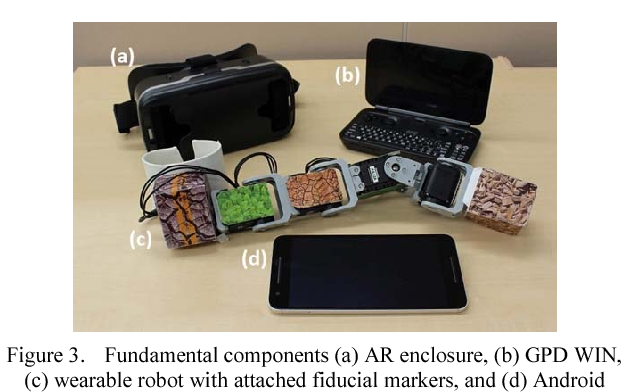 (a)
(b)
(c)
(d)
Figure 3. Fundamental components (a) AR enclosure, (b) GPD WIN,
(c) wearable robot with attached fiducial markers, and (d) Android